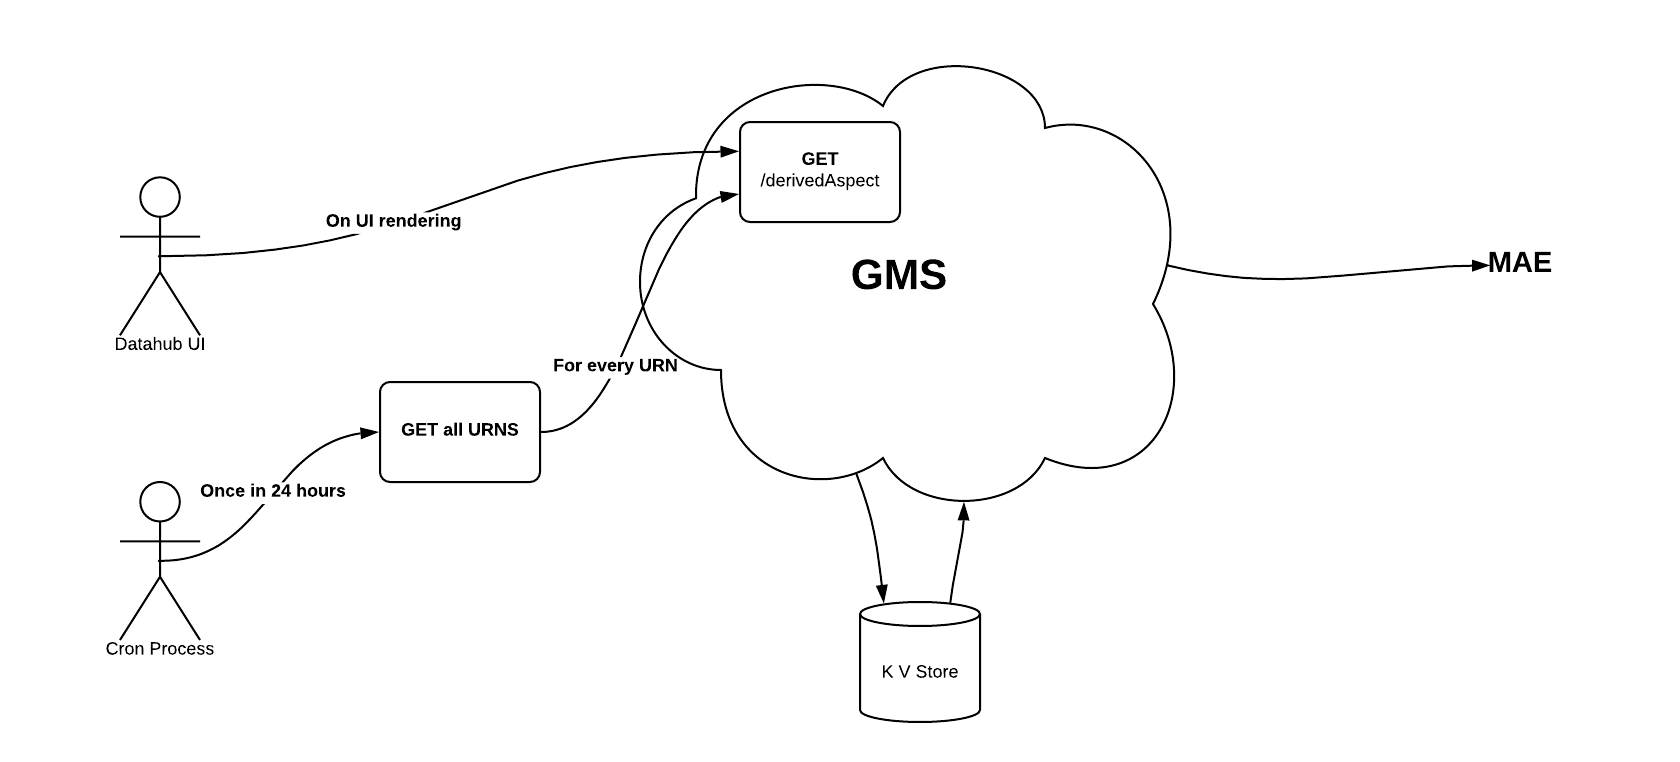 GET
/derivedAspect
On UI rendering
GMS
MAE
Datahub UI
For every URN
GET all URNS
Once in 24 hours
Cron Process
K V Store